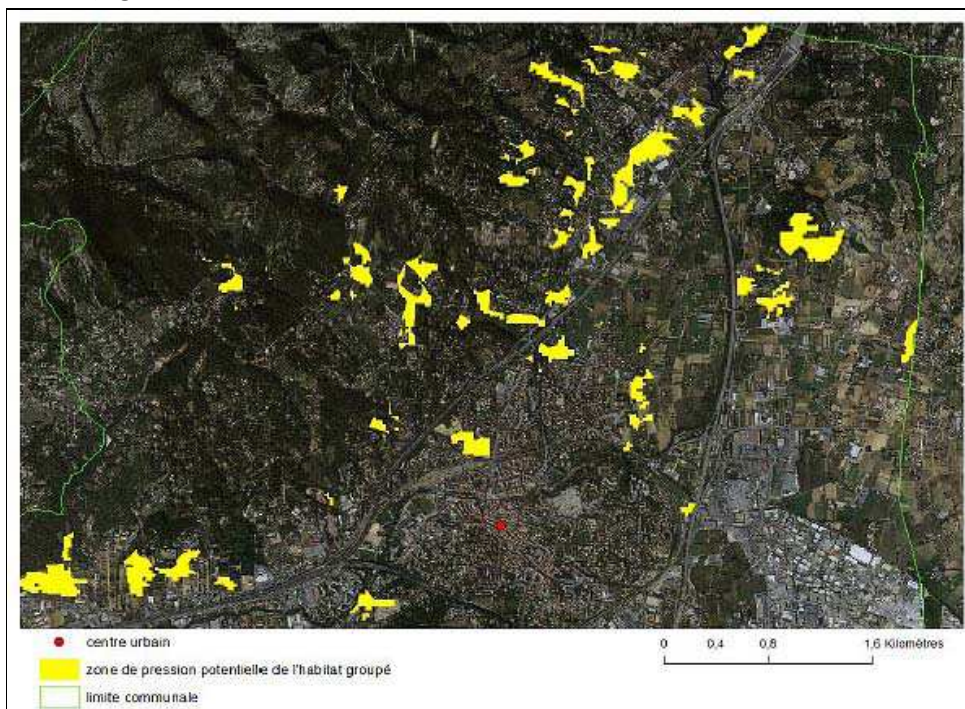 centre urbain
0 0,4 0,8 1,6 Kilomètres
zone de pression potentielle de l'habitat groupé
limite communale